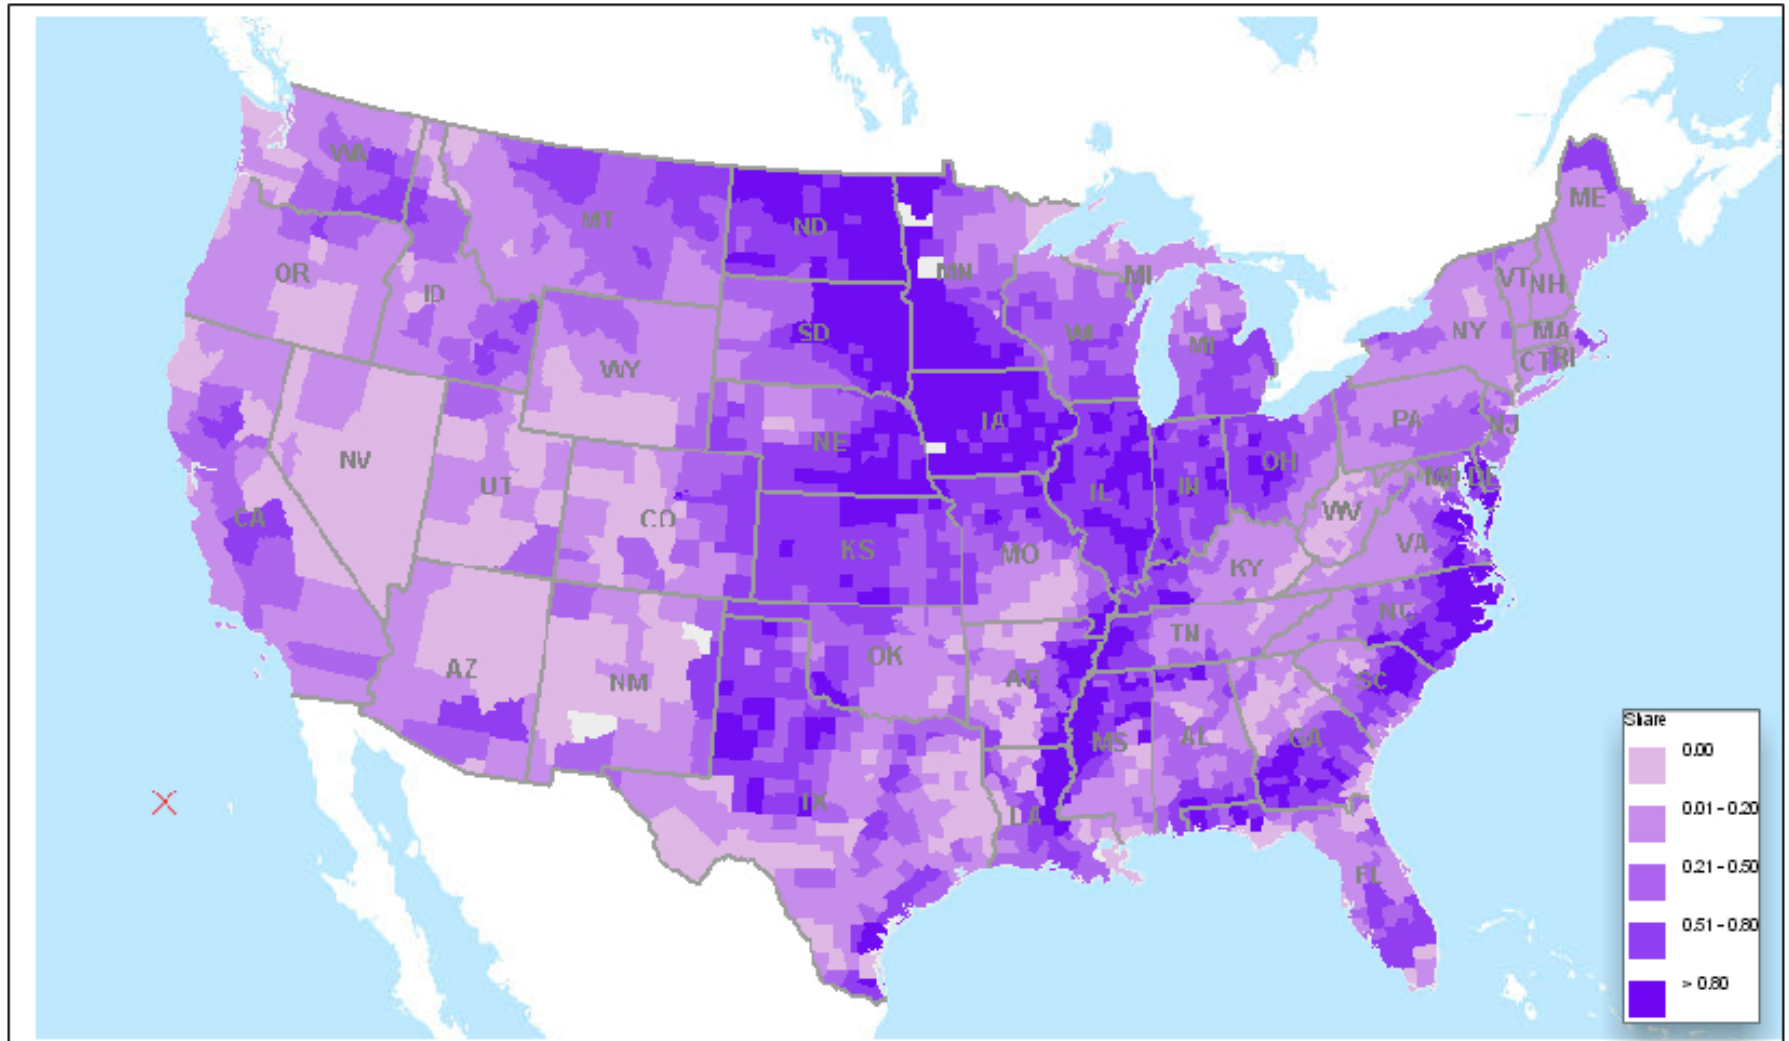 WA
MT
ND
ME
OR
ID
MN
MI
VT
NH
SD
WI
MI
NY
MA
WY
CT
RI
IA
PA
NE
NJ
NV
UT
OH
MD
DE
IL
IN
CA
CO
WV
KS
MO
VA
KY
NC
TN
OK
AZ
NM
AR
SC
MS
AL
GA
TX
LA
FL
Share
0.00
0.01 - 0.20
0.21 - 0.50
0.51 - 0.80
> 0.80